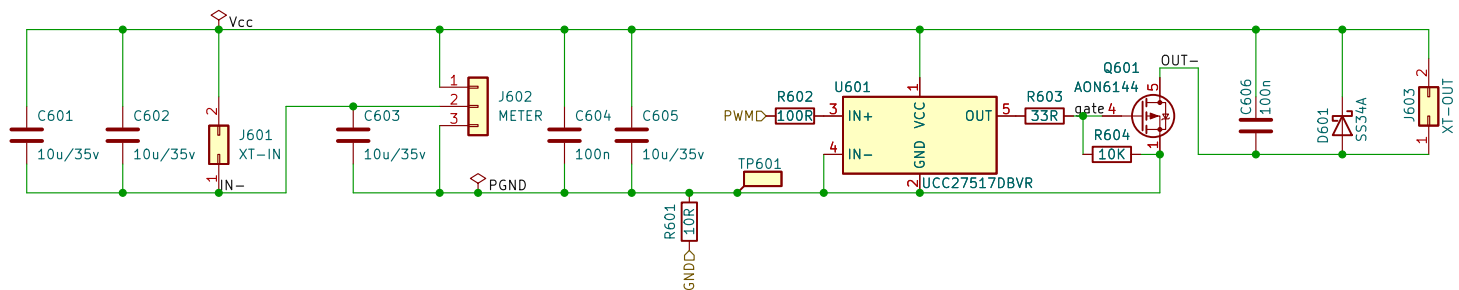 Vcc
C601
10u/35v
C602
10u/35v
2
J601
XT-IN
1
IN-
C603
10u/35v
1
2
3
J602
METER
PGND
C604
100n
C605
10u/35v
R601
10R
GND
TP601
PWM
R602
100R
U601
3
IN+
4
IN-
1
VCC
GND
2
OUT
5
UCC27517DBVR
R603
33R
gate
4
R604
10K
Q601
AON6144
5
1
OUT-
C606
100n
D601
SS34A
2
J603
XT-OUT
1